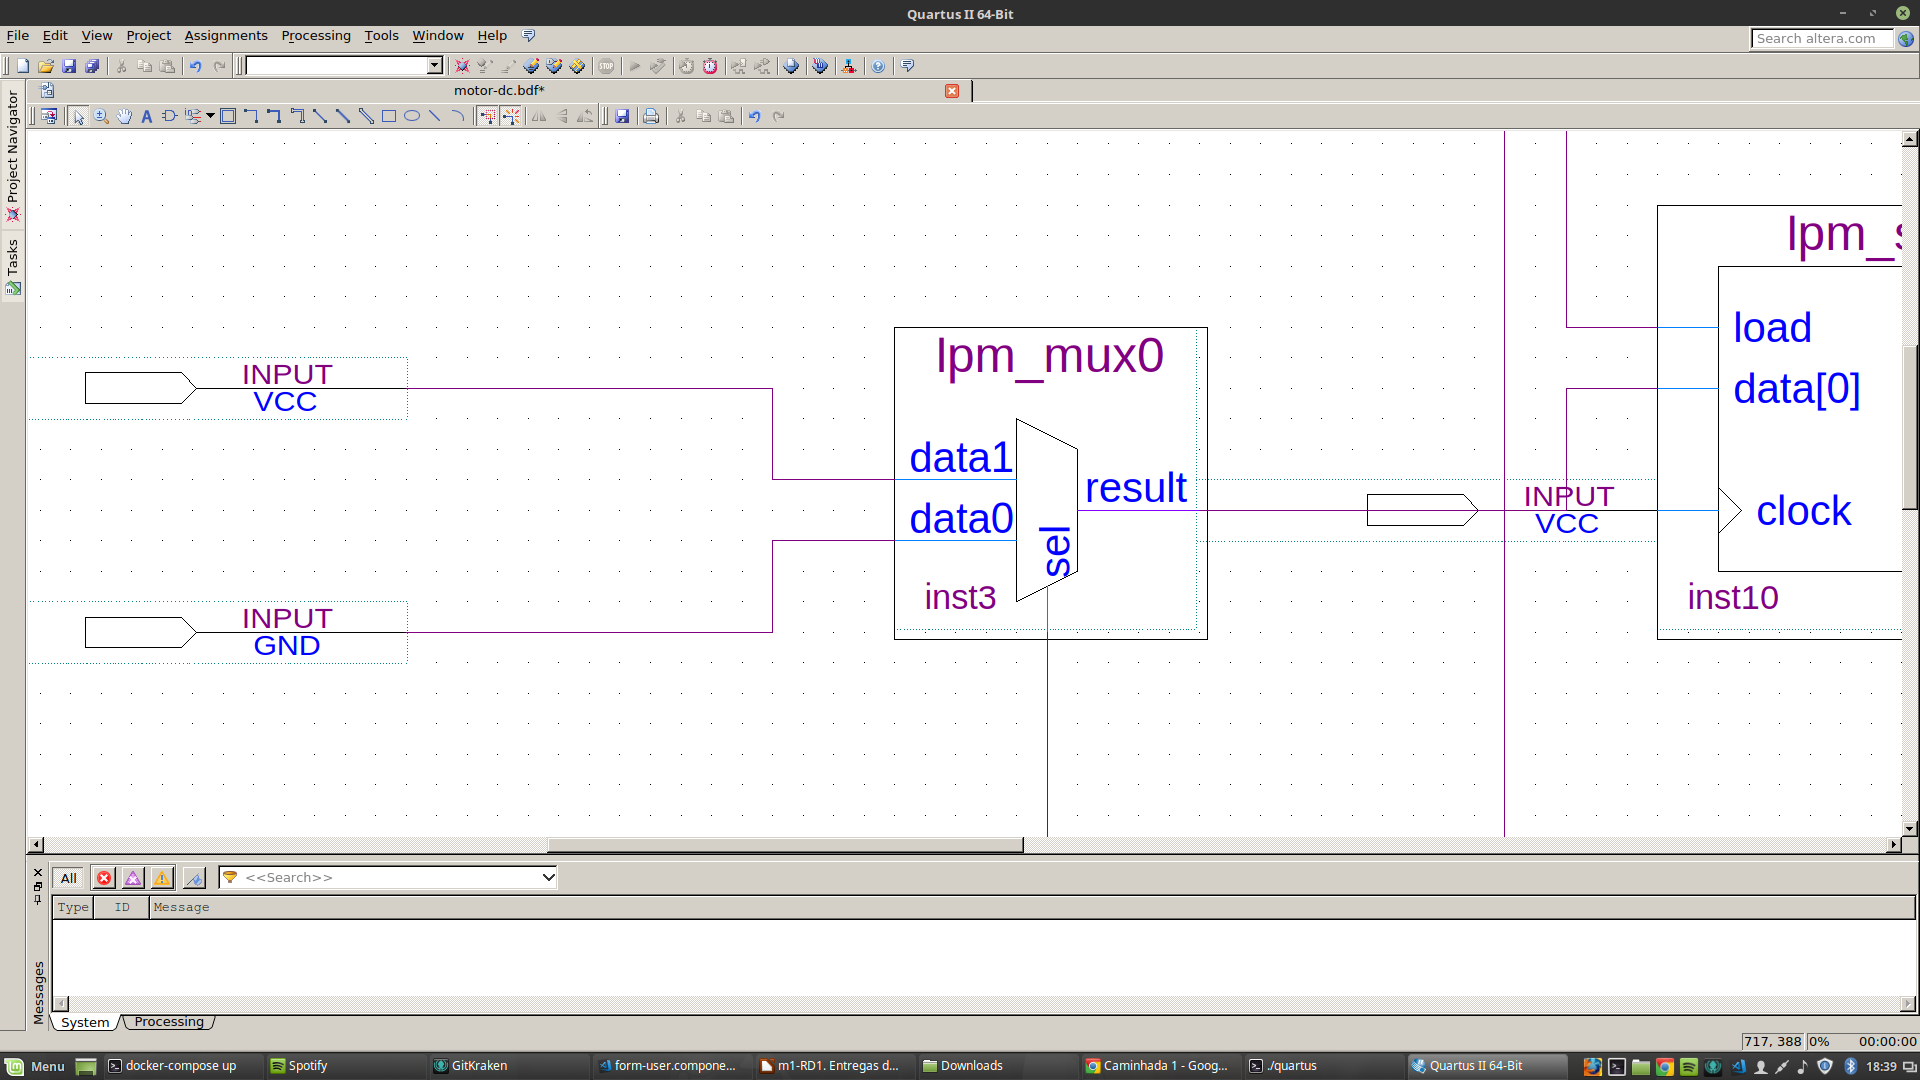 Quartus II 64-Bit
File Edit View Project Assignments Processing Tools Window Help
Search altera.com
STOP
motor-dc.bdf*
Project Navigator
Tasks
lpm_s
load
data[0]
clock
inst10
lpm_mux0
data1
data0
result
sel
inst3
INPUT
VCC
INPUT
VCC
INPUT
GND
All
<<Search>>
Type ID Message
Messages
System Processing
717, 388 0% 00:00:00
Menu docker-compose up Spotify GitKraken form-user.compone... m1-RD1. Entregas d... Downloads Caminhada 1 - Goog... ./quartus Quartus II 64-Bit 18:39